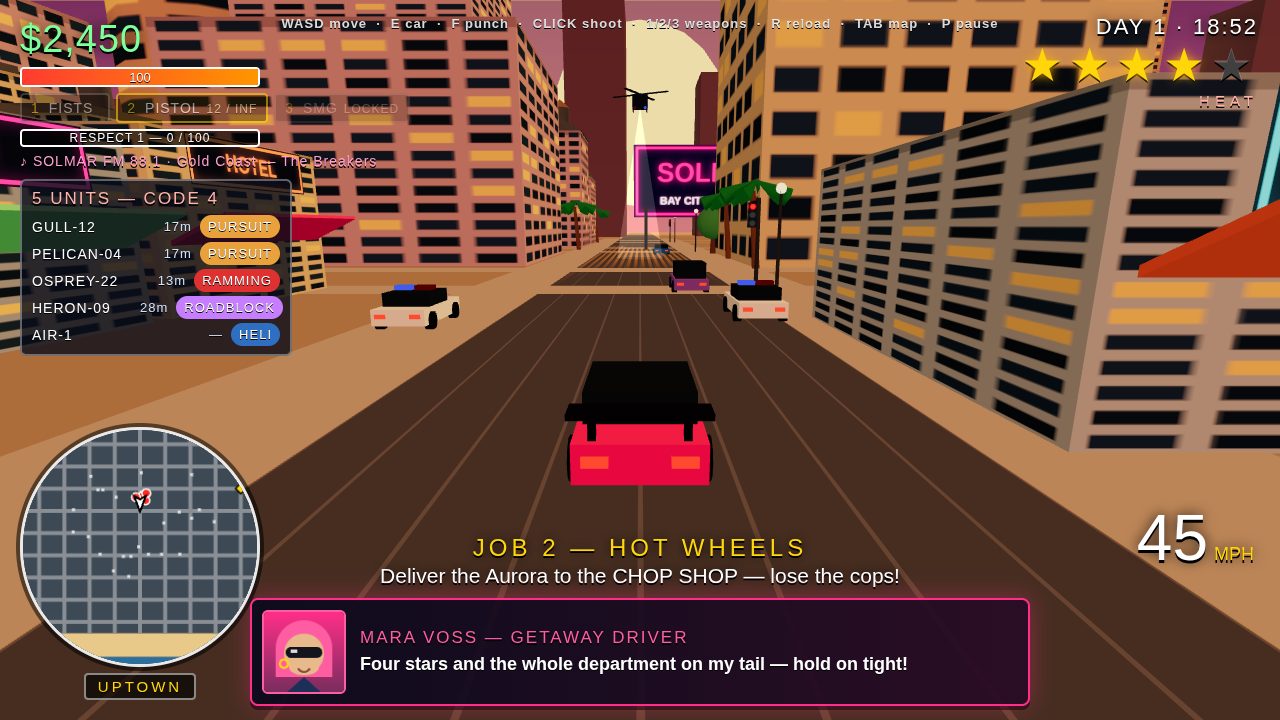 $2,450
WASD move · E car · F punch · CLICK shoot · 1/2/3 weapons · R reload · TAB map · P pause
DAY 1 · 18:52
100
HEAT
1 FISTS
2 PISTOL 12 / INF
3 SMG LOCKED
RESPECT 1 — 0 / 100
♪ SOLMAR FM 88.1 · Gold Coast — The Breakers
HOTEL
5 UNITS — CODE 4
GULL-12 17m PURSUIT
PELICAN-04 17m PURSUIT
OSPREY-22 13m RAMMING
HERON-09 28m ROADBLOCK
AIR-1 — HELI
BAY CIT
45 MPH
JOB 2 — HOT WHEELS
Deliver the Aurora to the CHOP SHOP — lose the cops!
MARA VOSS — GETAWAY DRIVER
Four stars and the whole department on my tail — hold on tight!
UPTOWN